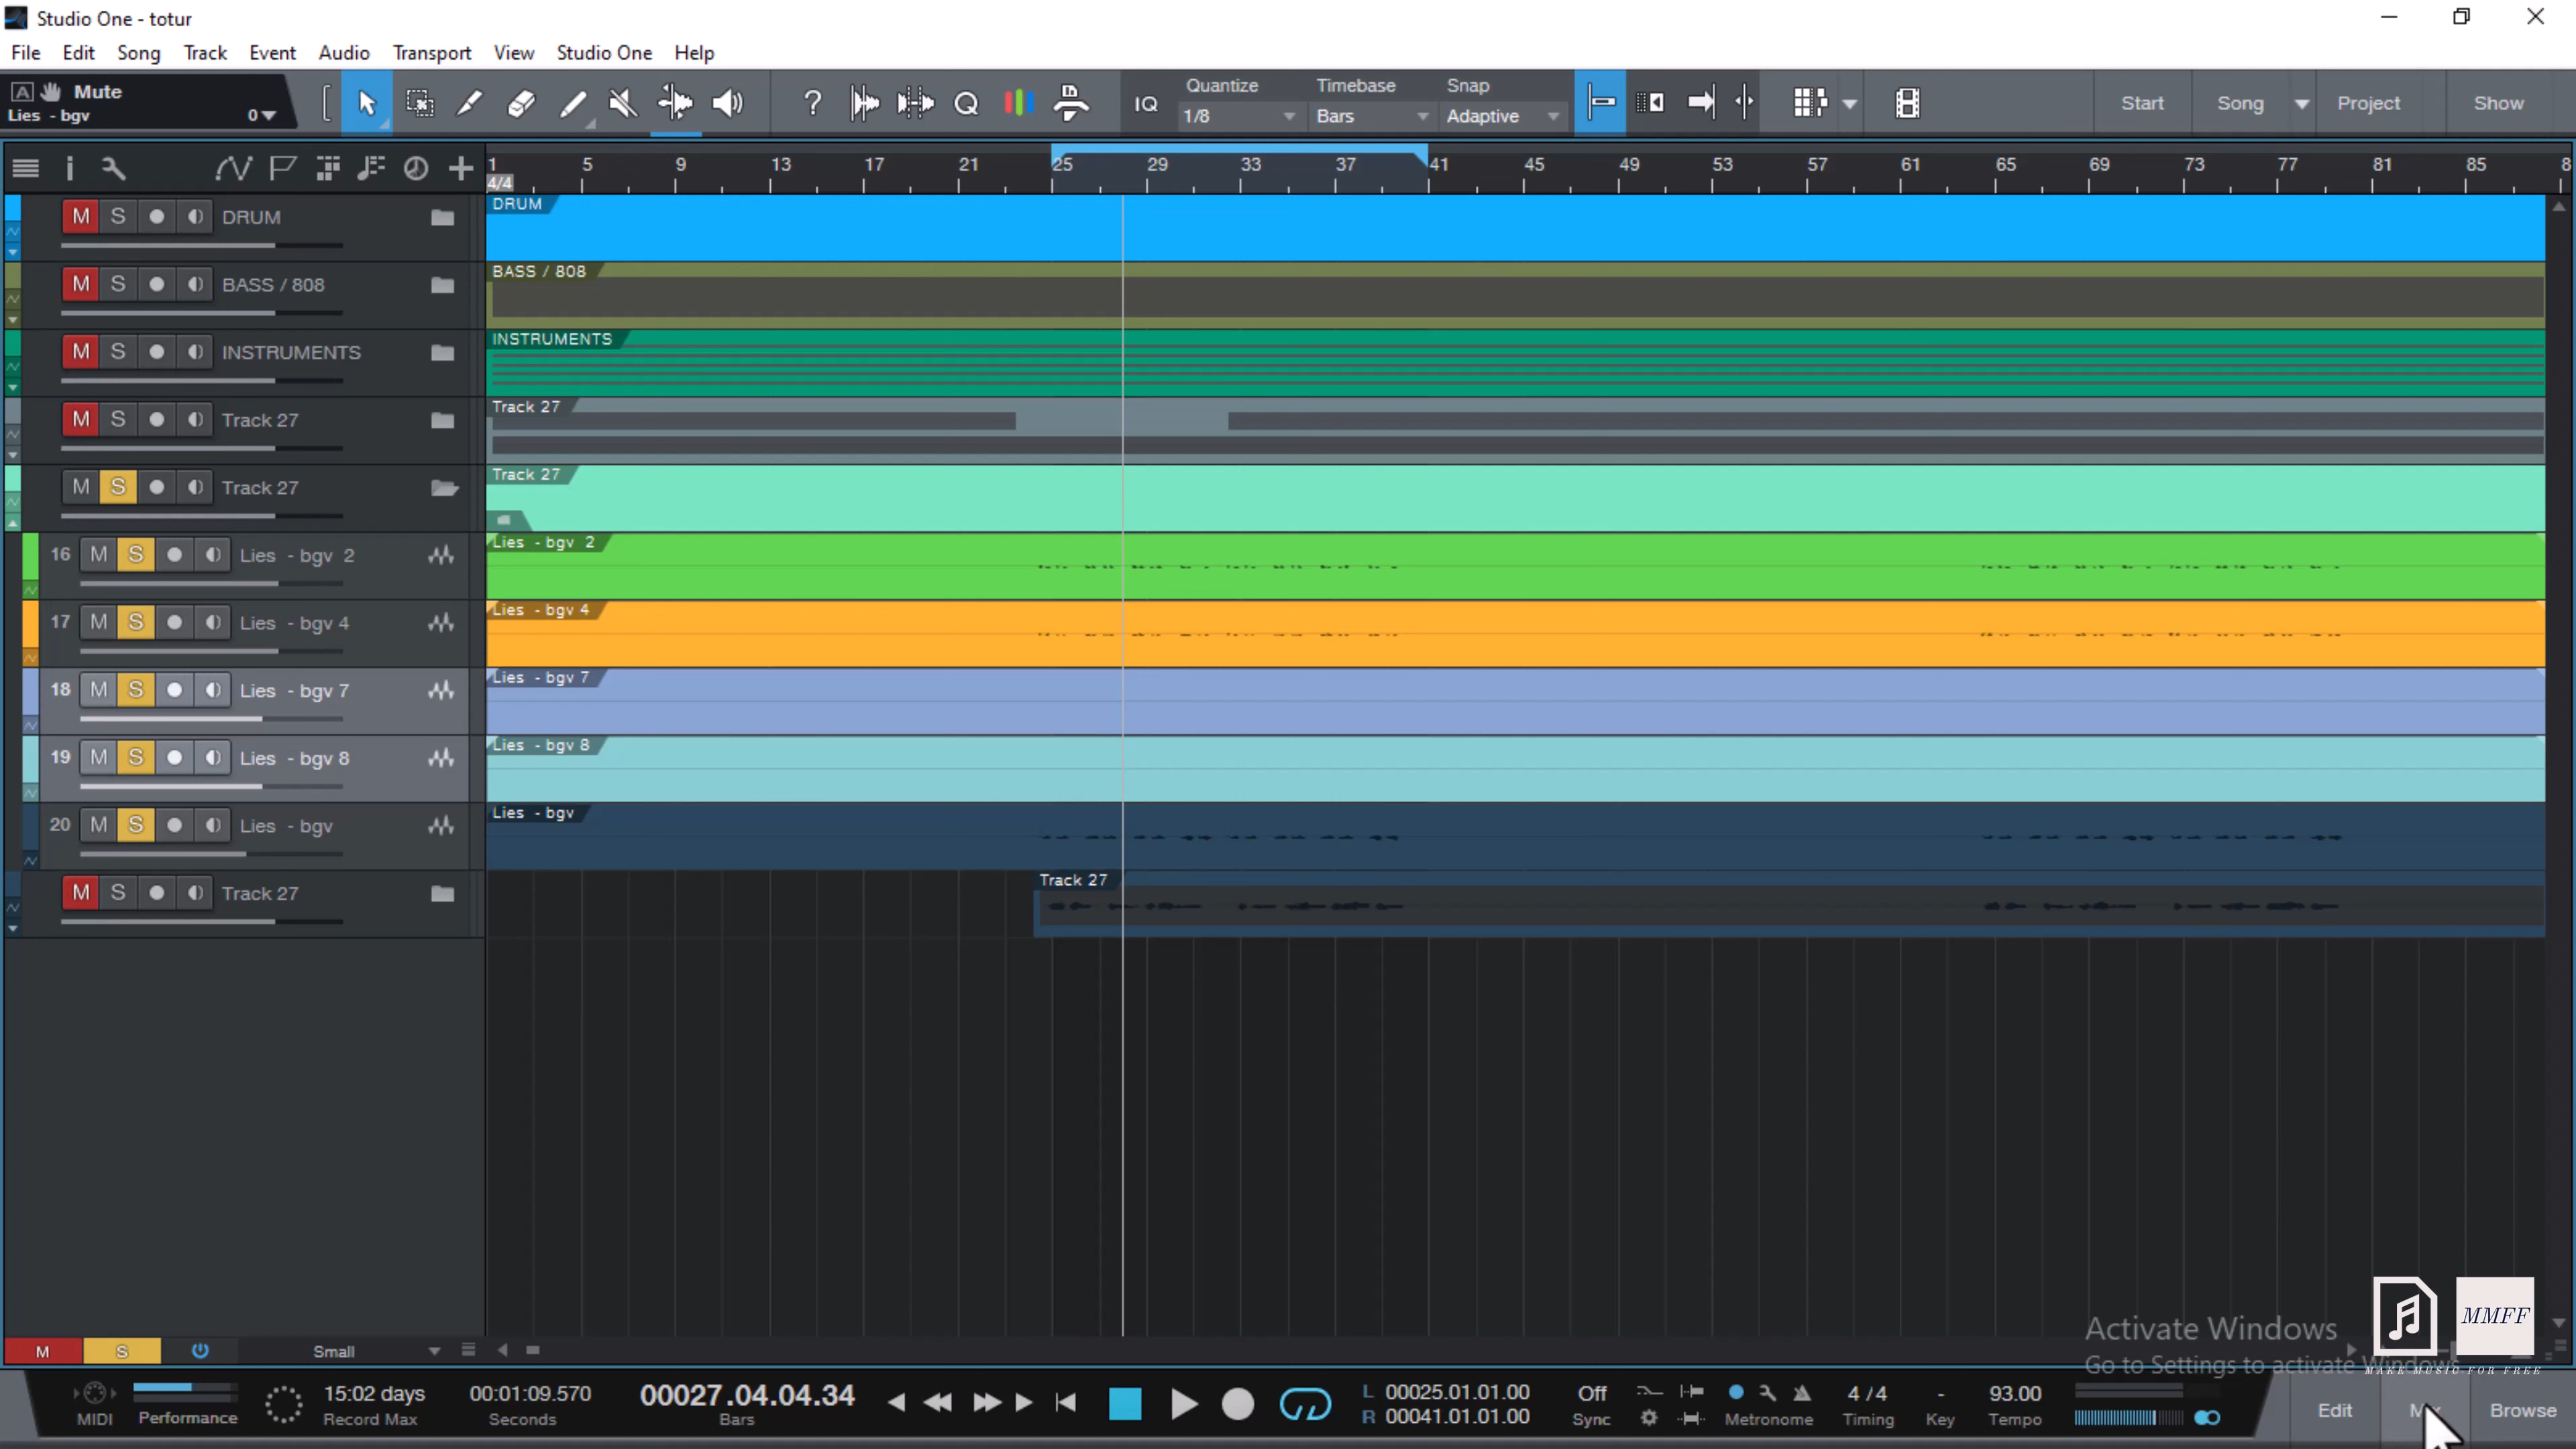 Studio One - totur
File Edit Song Track Event Audio Transport View Studio One Help
A Mute
Lies - bgv 0
? Q IQ
Quantize Timebase Snap
1/8 Bars Adaptive
Start Song Project Show
1 5 9 13 17 21 25 29 33 37 41 45 49 53 57 61 65 69 73 77 81 85 8
4/4
M S DRUM
DRUM
M S BASS / 808
BASS / 808
M S INSTRUMENTS
INSTRUMENTS
M S Track 27
Track 27
M S Track 27
Track 27
16 M S Lies - bgv 2
Lies - bgv 2
17 M S Lies - bgv 4
Lies - bgv 4
18 M S Lies - bgv 7
Lies - bgv 7
19 M S Lies - bgv 8
Lies - bgv 8
20 M S Lies - bgv
Lies - bgv
M S Track 27
Track 27
MMFF
MAKE MUSIC FOR FREE
Activate Windows
Go to Settings to activate Windows
M S Small
MIDI Performance
15:02 days
Record Max
00:01:09.570
Seconds
00027.04.04.34
Bars
L 00025.01.01.00
R 00041.01.01.00
Off
Sync
Metronome
4 / 4
Timing
-
Key
93.00
Tempo
Edit Browse